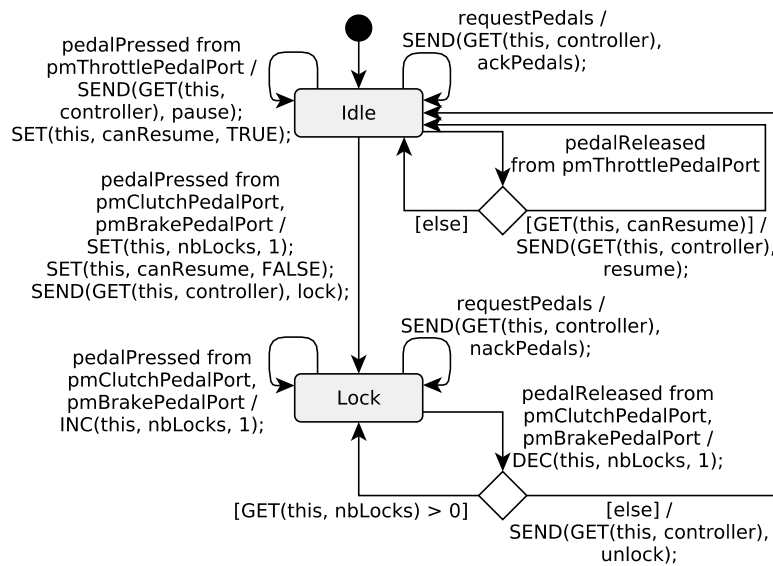 pedalPressed from
pmThrottlePedalPort /
SEND(GET(this,
controller), pause);
SET(this, canResume, TRUE);
requestPedals /
SEND(GET(this, controller),
ackPedals);
Idle
pedalReleased
from pmThrottlePedalPort
[else]
[GET(this, canResume)] /
SEND(GET(this, controller),
resume);
pedalPressed from
pmClutchPedalPort,
pmBrakePedalPort /
SET(this, nbLocks, 1);
SET(this, canResume, FALSE);
SEND(GET(this, controller), lock);
requestPedals /
SEND(GET(this, controller),
nackPedals);
pedalPressed from
pmClutchPedalPort,
pmBrakePedalPort /
INC(this, nbLocks, 1);
Lock
pedalReleased from
pmClutchPedalPort,
pmBrakePedalPort /
DEC(this, nbLocks, 1);
[GET(this, nbLocks) > 0]
[else] /
SEND(GET(this, controller),
unlock);